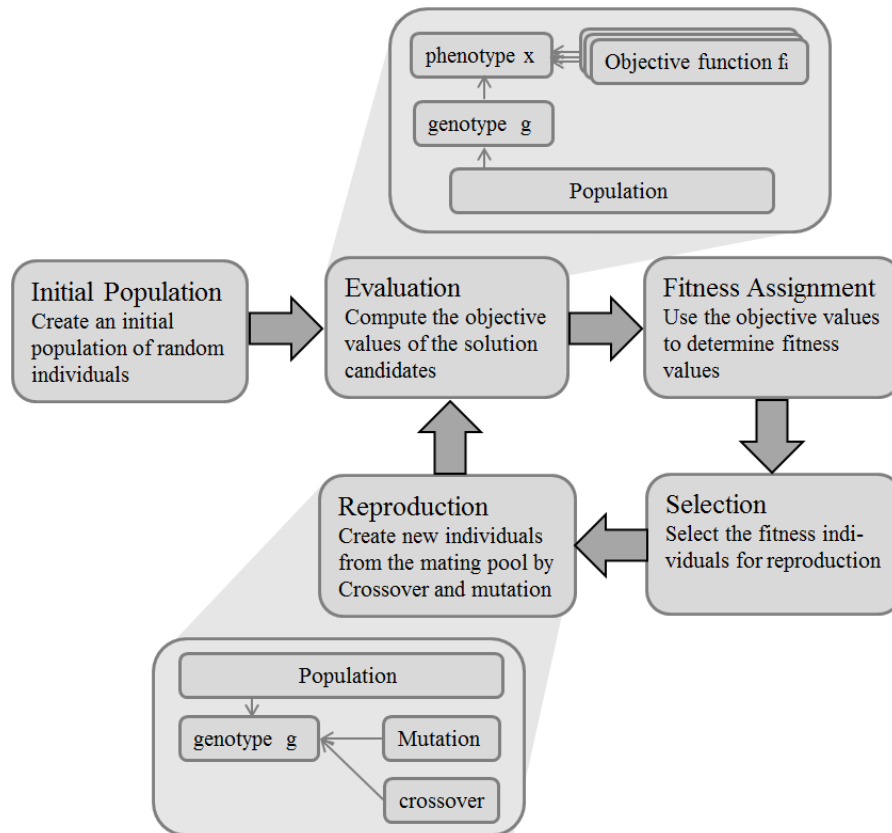 phenotype x
Objective function fi
genotype g
Population
Initial Population
Create an initial
population of random
individuals
Evaluation
Compute the objective
values of the solution
candidates
Fitness Assignment
Use the objective values
to determine fitness
values
Reproduction
Create new individuals
from the mating pool by
Crossover and mutation
Selection
Select the fitness indi-
viduals for reproduction
Population
genotype g
Mutation
crossover